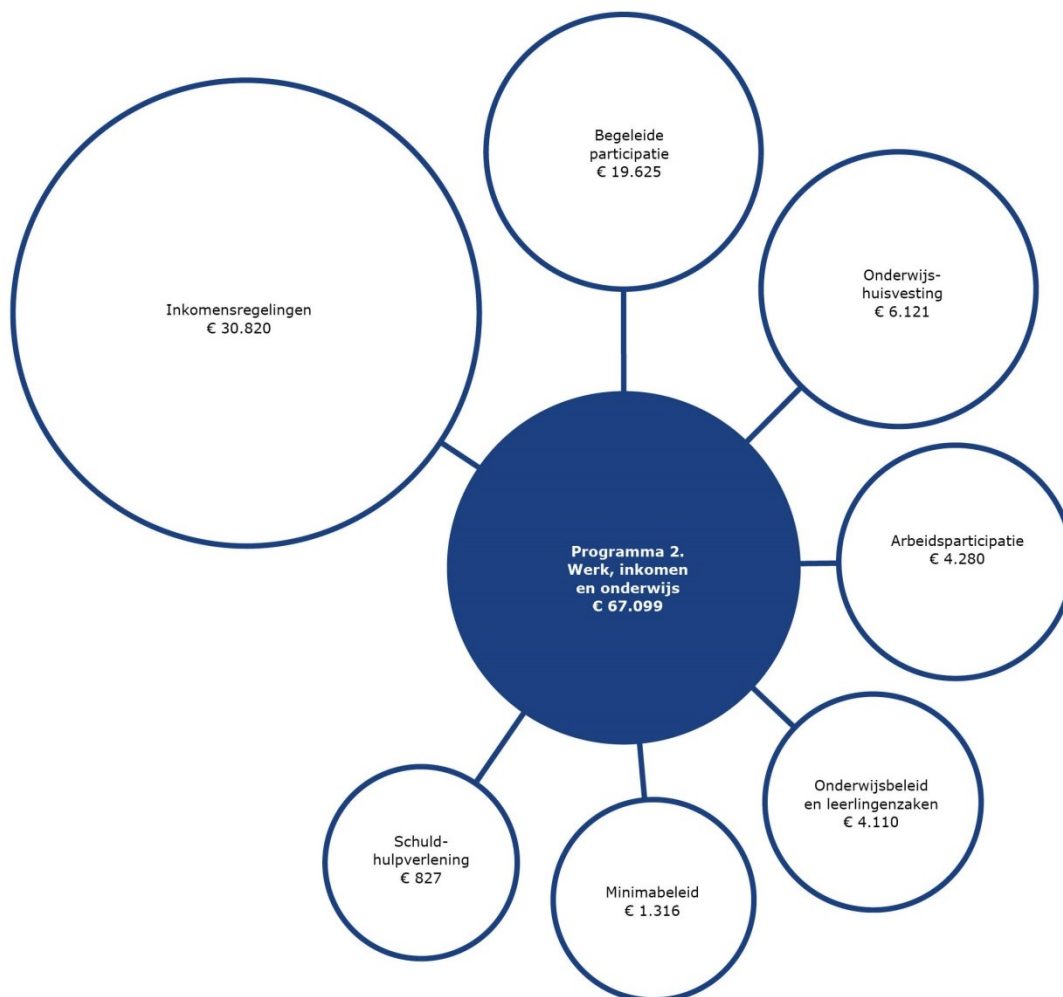 Begeleide
participatie
€ 19.625
Onderwijs-
huisvesting
€ 6.121
Inkomensregelingen
€ 30.820
Arbeidsparticipatie
€ 4.280
Programma 2.
Werk, inkomen
en onderwijs
€ 67.099
Onderwijsbeleid
en leerlingenzaken
€ 4.110
Schuld-
hulpverlening
€ 827
Minimabeleid
€ 1.316